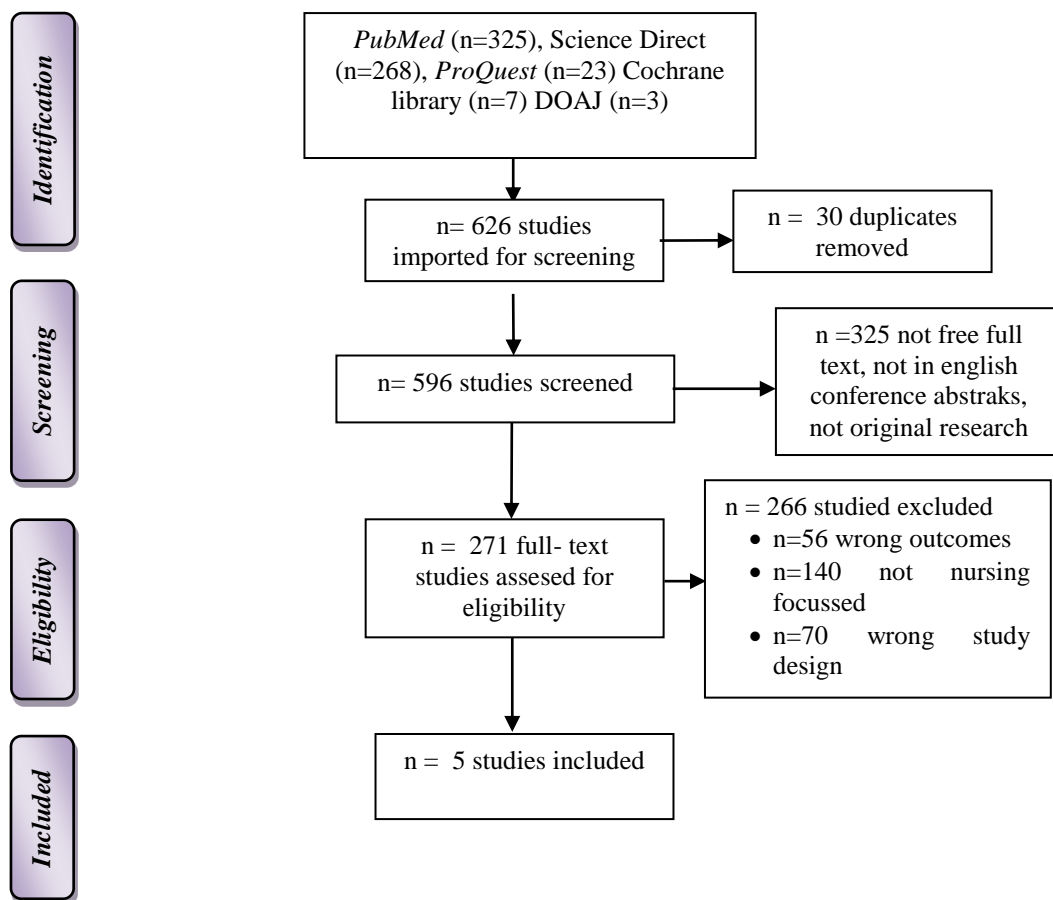 Identification
PubMed (n=325), Science Direct
(n=268), ProQuest (n=23) Cochrane
library (n=7) DOAJ (n=3)
n= 626 studies
imported for screening
n = 30 duplicates
removed
Screening
n= 596 studies screened
n =325 not free full
text, not in english
conference abstraks,
not original research
Eligibility
n = 271 full- text
studies assesed for
eligibility
n = 266 studied excluded
• n=56 wrong outcomes
• n=140 not nursing
focussed
• n=70 wrong study
design
Included
n = 5 studies included